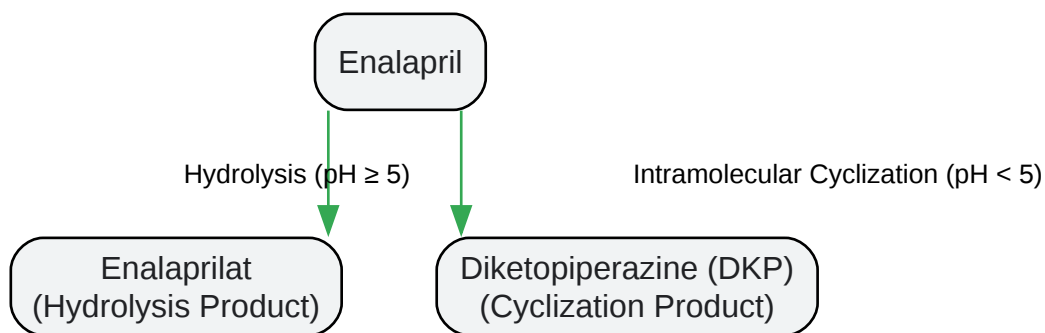 Enalapril
Hydrolysis (pH ≥ 5)
Intramolecular Cyclization (pH < 5)
Enalaprilat
(Hydrolysis Product)
Diketopiperazine (DKP)
(Cyclization Product)